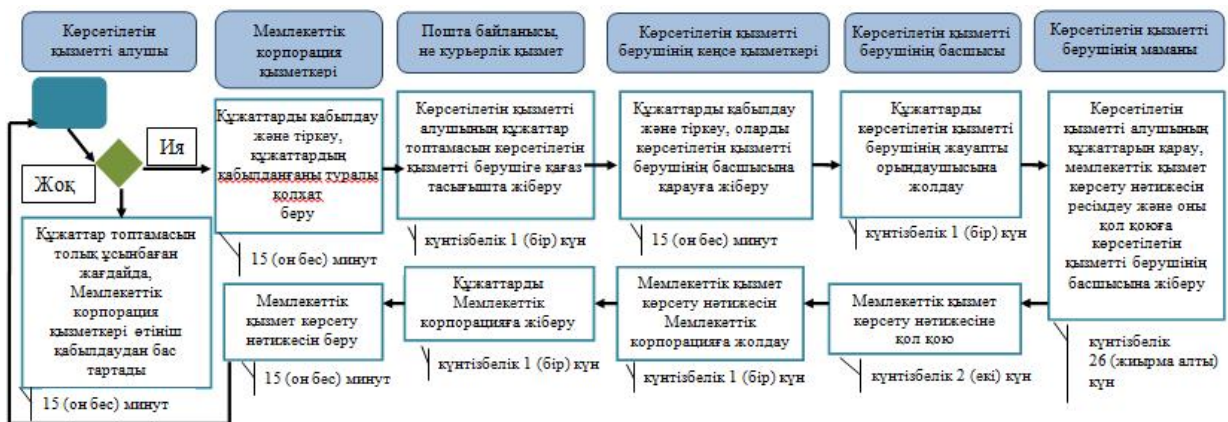 Көрсетілетін
қызметті алушы
Мемлекеттік
корпорация
қызметкері
Пошта байланысы,
не курьерлік қызмет
Көрсетілетін қызметті
берушінің кеңсе қызметкері
Көрсетілетін қызметті
берушінің басшысы
Көрсетілетін қызметті
берушінің маманы
Ия
Жоқ
Құжаттарды қабылдау
және тіркеу,
құжаттардың
қабылданғаны туралы
қолхат
беру
15 (он бес) минут
Көрсетілетін қызметті
алушының құжаттар
топтамасын көрсетілетін
қызметті берушіге қағаз
тасығышта жіберу
күнтізбелік 1 (бір) күн
Құжаттарды қабылдау
және тіркеу, оларды
көрсетілетін қызметті
берушінің басшысына
қарауға жіберу
15 (он бес) минут
Құжаттарды
көрсетілетін қызметті
берушінің жауапты
орындаушысына
жолдау
күнтізбелік 1 (бір) күн
Көрсетілетін
қызметті алушының
құжаттарын қарау,
мемлекеттік қызмет
көрсету нәтижесін
ресімдеу және оны
қол қоюға
көрсетілетін
қызметті берушінің
басшысына жіберу
күнтізбелік
26 (жиырма алты)
күн
Құжаттар топтамасын
толық ұсынбаған
жағдайда,
Мемлекеттік
корпорация
қызметкері өтініш
қабылдаудан бас
тартады
15 (он бес) минут
Мемлекеттік
қызмет көрсету
нәтижесін беру
15 (он бес) минут
Құжаттарды
Мемлекеттік
корпорацияға жіберу
күнтізбелік 1 (бір) күн
Мемлекеттік қызмет
көрсету нәтижесін
Мемлекеттік
корпорацияға жолдау
күнтізбелік 1 (бір) күн
Мемлекеттік қызмет
көрсету нәтижесіне
қол қою
күнтізбелік 2 (екі) күн